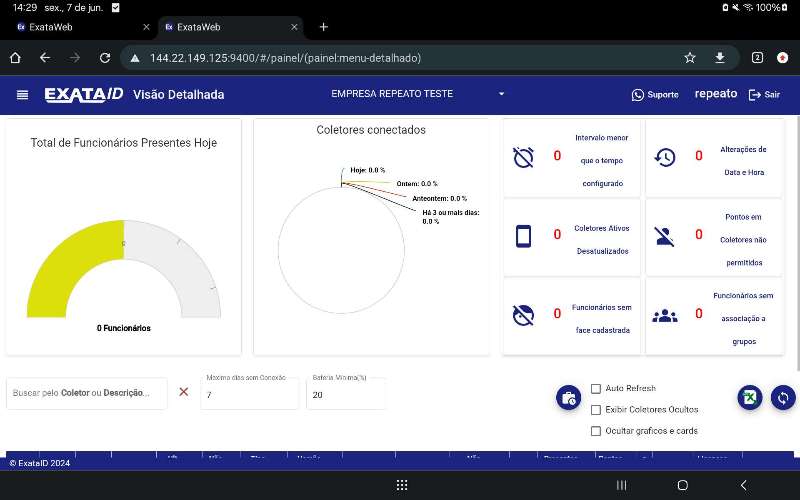 14:29 sex., 7 de jun.
100%
ExataWeb
ExataWeb
144.22.149.125:9400/#/painel/(painel:menu-detalhado)
2
EXATAID Visão Detalhada
EMPRESA REPEATO TESTE
Suporte
repeato
Sair
Total de Funcionários Presentes Hoje
0
0 Funcionários
Coletores conectados
Hoje: 0.0 %
Ontem: 0.0 %
Anteontem: 0.0 %
Há 3 ou mais dias:
0.0 %
0
Intervelo menor
que o tempo
configurado
0
Alterações de
Data e Hora
0
Coletores Ativos
Desatualizados
0
Pontos em
Coletores não
permitidos
0
Funcionários sem
face cadastrada
0
Funcionários sem
associação a
grupos
Buscar pelo Coletor ou Descrição...
Máximo dias sem Conexão
7
Bateria Mínima(%)
20
Auto Refresh
Exibir Coletores Ocultos
Ocultar graficos e cards
© ExataID 2024